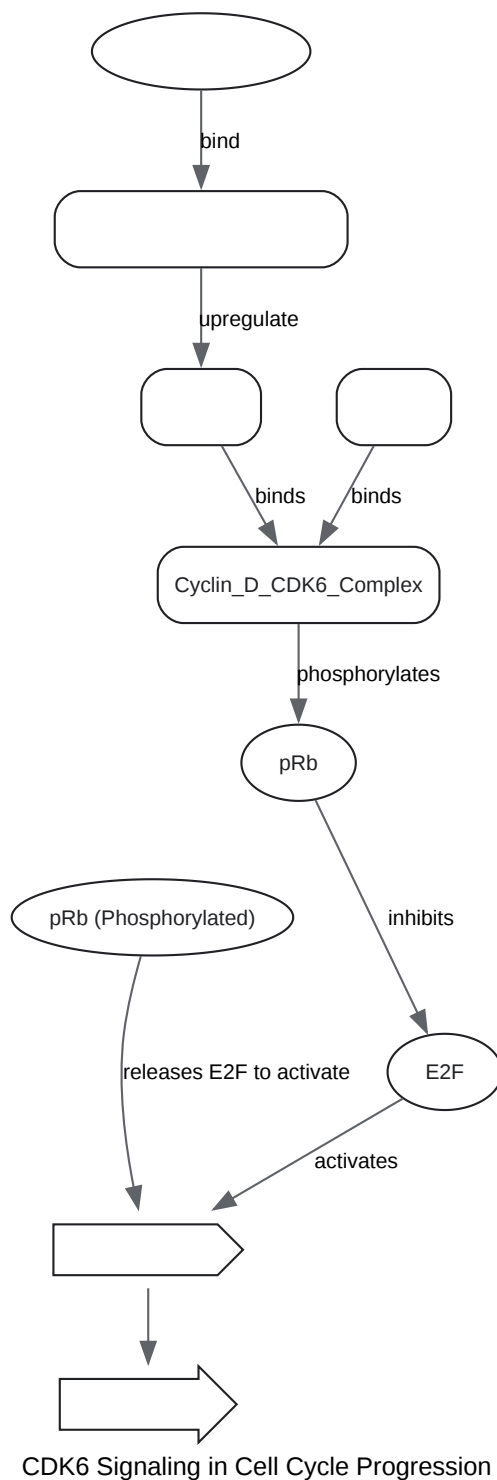 bind
upregulate
binds
binds
Cyclin_D_CDK6_Complex
phosphorylates
pRb
pRb (Phosphorylated)
inhibits
releases E2F to activate
E2F
activates
CDK6 Signaling in Cell Cycle Progression